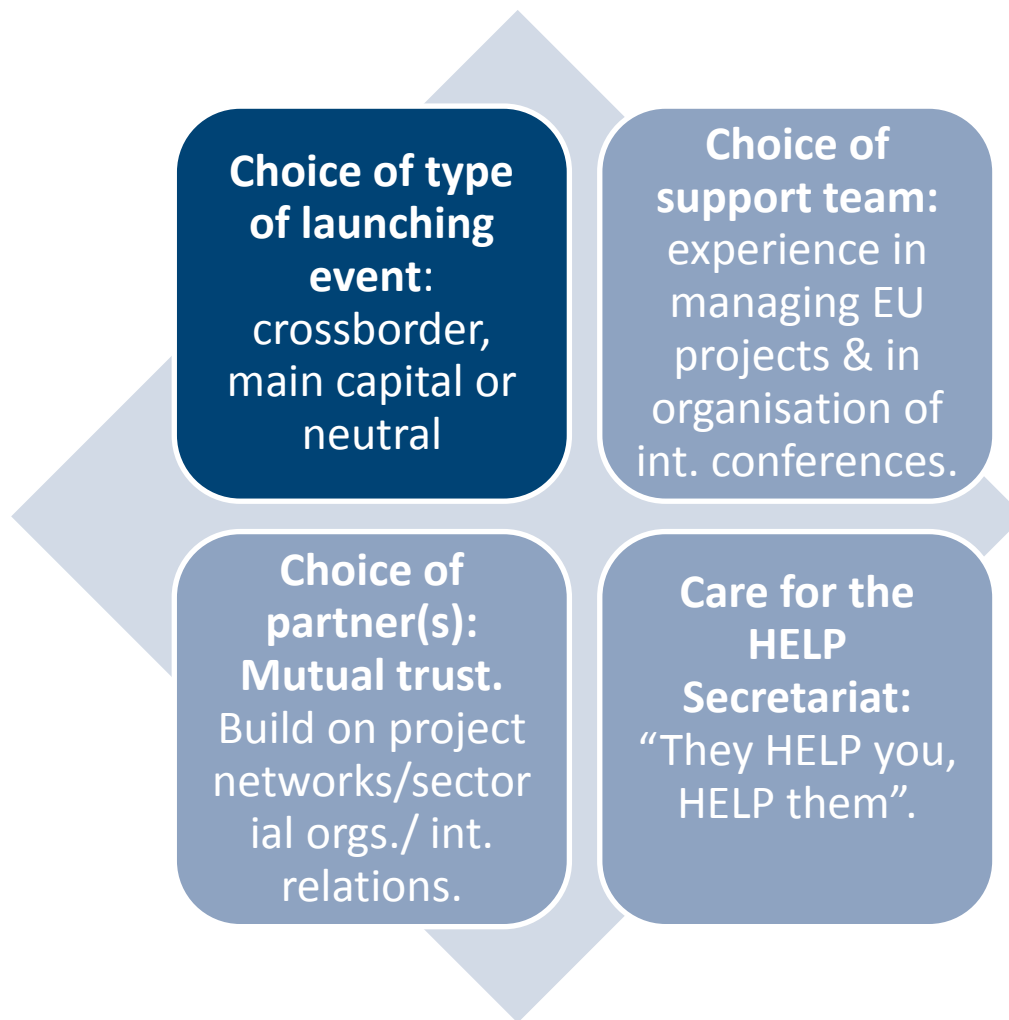 Choice of type
of launching
event:
crossborder,
main capital or
neutral
Choice of
support team:
experience in
managing EU
projects & in
organisation of
int. conferences.
Choice of
partner(s):
Mutual trust.
Build on project
networks/sector
ial orgs./ int.
relations.
Care for the
HELP
Secretariat:
“They HELP you,
HELP them”.